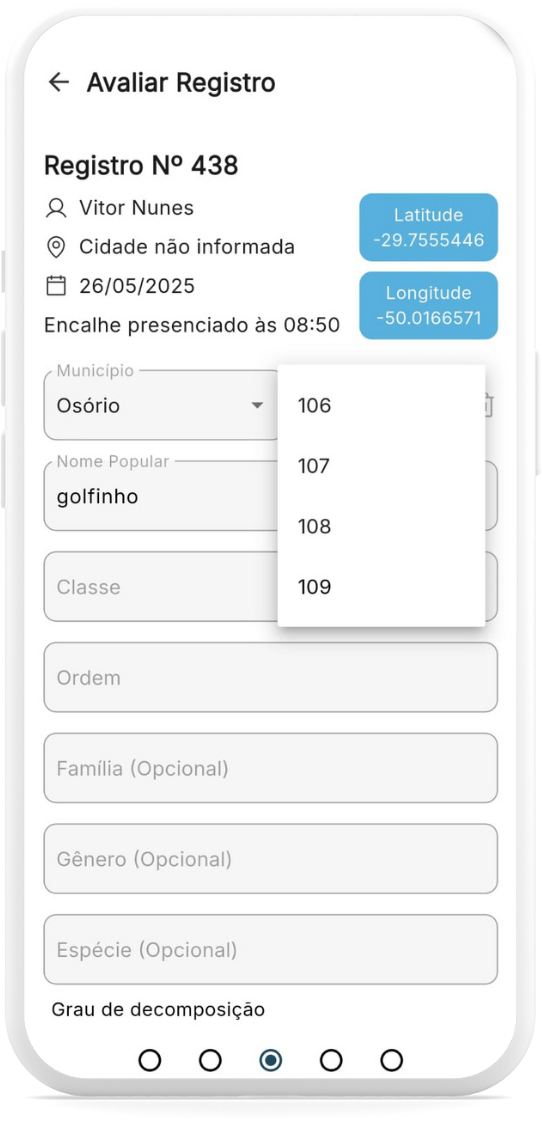 Avaliar Registro
Registro Nº 438
Vitor Nunes
Cidade não informada
26/05/2025
Encalhe presenciado às 08:50
Latitude
-29.7555446
Longitude
-50.0166571
Município
Osório
106
107
108
109
Nome Popular
golfinho
Classe
Ordem
Família (Opcional)
Gênero (Opcional)
Espécie (Opcional)
Grau de decomposição